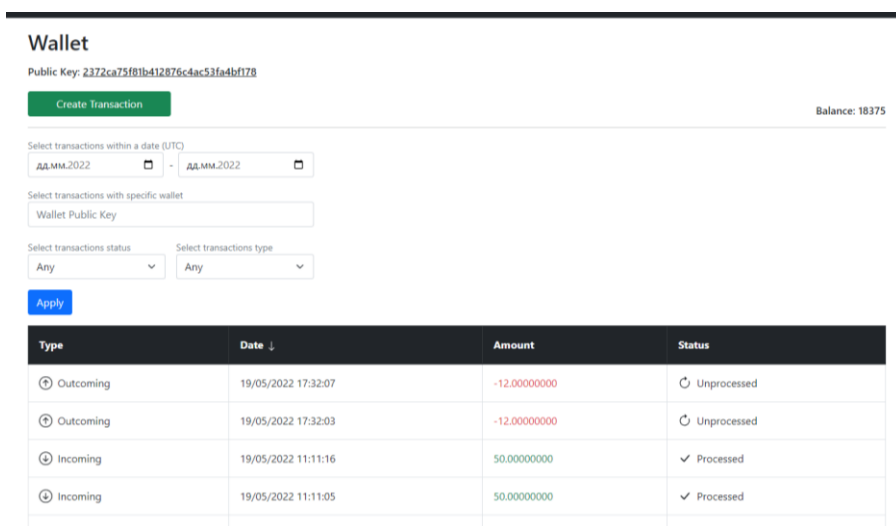 Wallet
Public Key: 2372ca75f81b412876c4ac53fa4bf178
Create Transaction
Balance: 18375
Select transactions within a date (UTC)
дд.мм.2022 - дд.мм.2022
Select transactions with specific wallet
Wallet Public Key
Select transactions status Select transactions type
Any Any
Apply
Type Date ↓ Amount Status
Outcoming 19/05/2022 17:32:07 -12.00000000 Unprocessed
Outcoming 19/05/2022 17:32:03 -12.00000000 Unprocessed
Incoming 19/05/2022 11:11:16 50.00000000 Processed
Incoming 19/05/2022 11:11:05 50.00000000 Processed